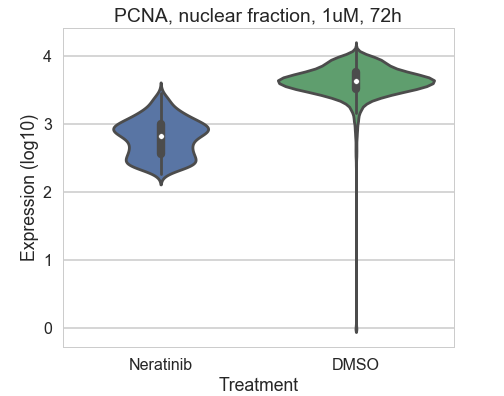 PCNA, nuclear fraction, 1uM, 72h
Expression (log10)
4
3
2
1
0
Neratinib
DMSO
Treatment